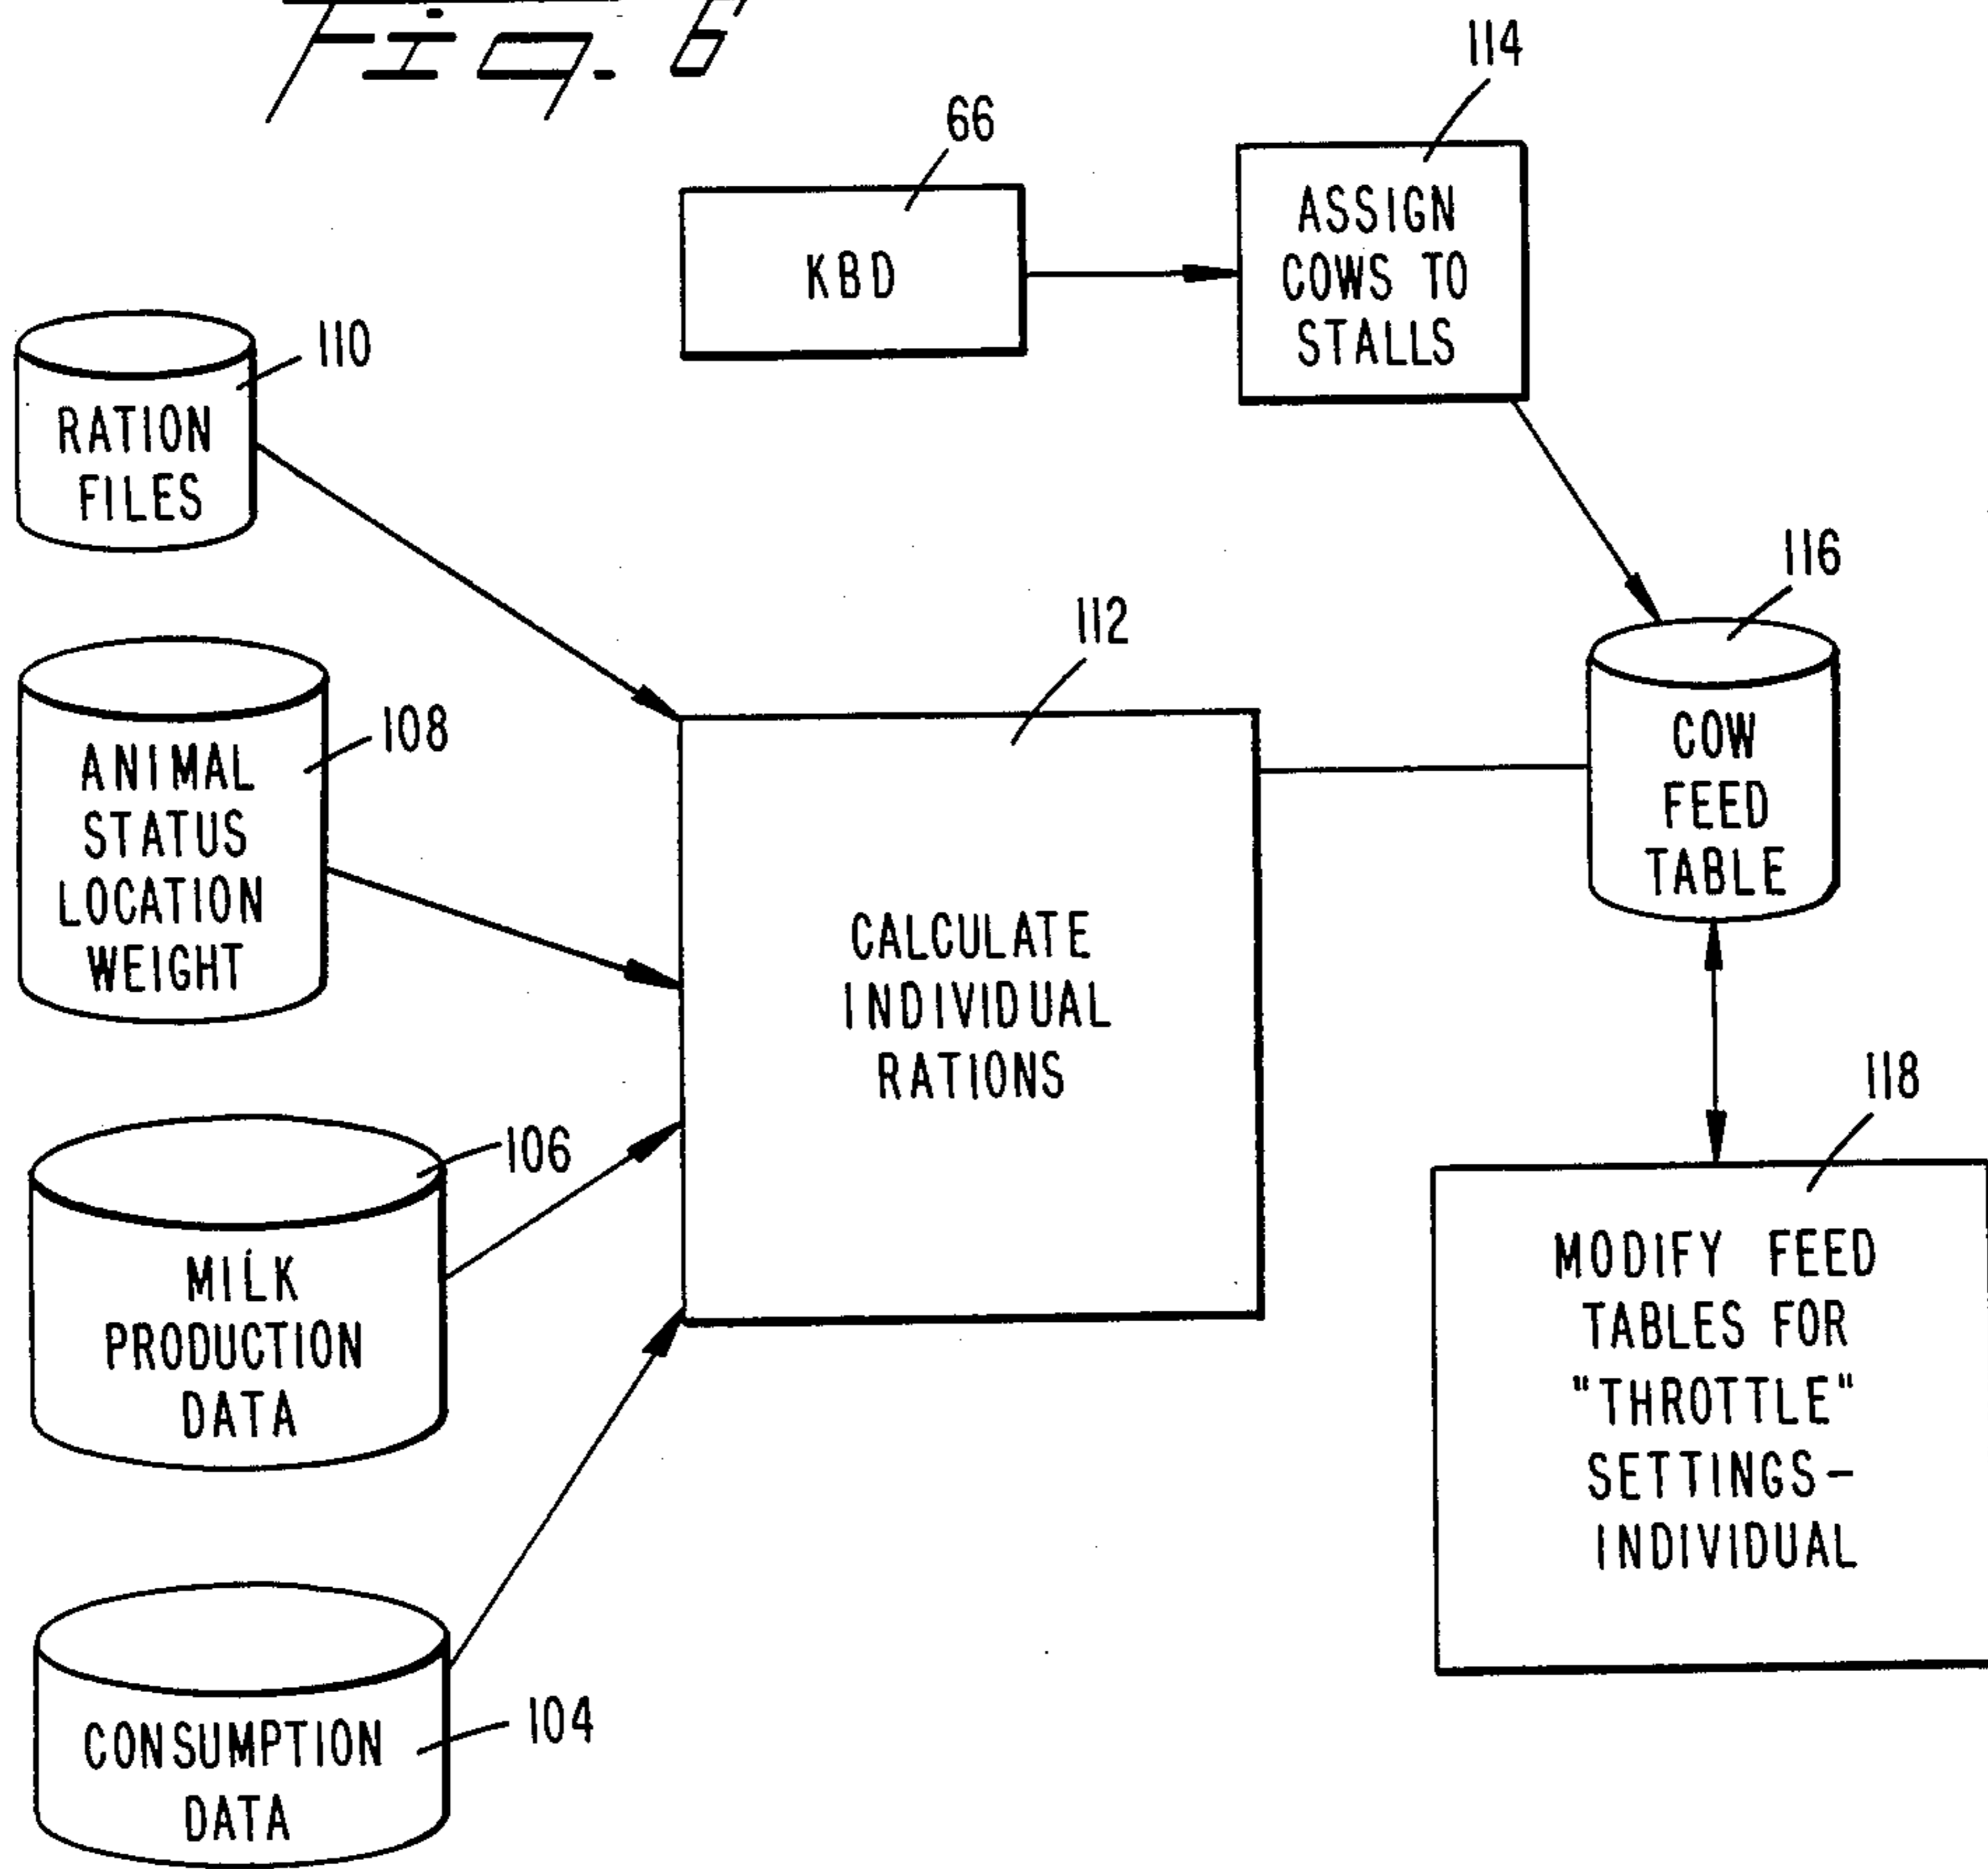 Fig. 6
114
66
ASSIGN
COWS TO
STALLS
KBD
110
RATION
FILES
116
COW
FEED
TABLE
112
108
ANIMAL
STATUS
LOCATION
WEIGHT
CALCULATE
INDIVIDUAL
RATIONS
106
MILK
PRODUCTION
DATA
118
MODIFY FEED
TABLES FOR
"THROTTLE"
SETTINGS-
INDIVIDUAL
104
CONSUMPTION
DATA